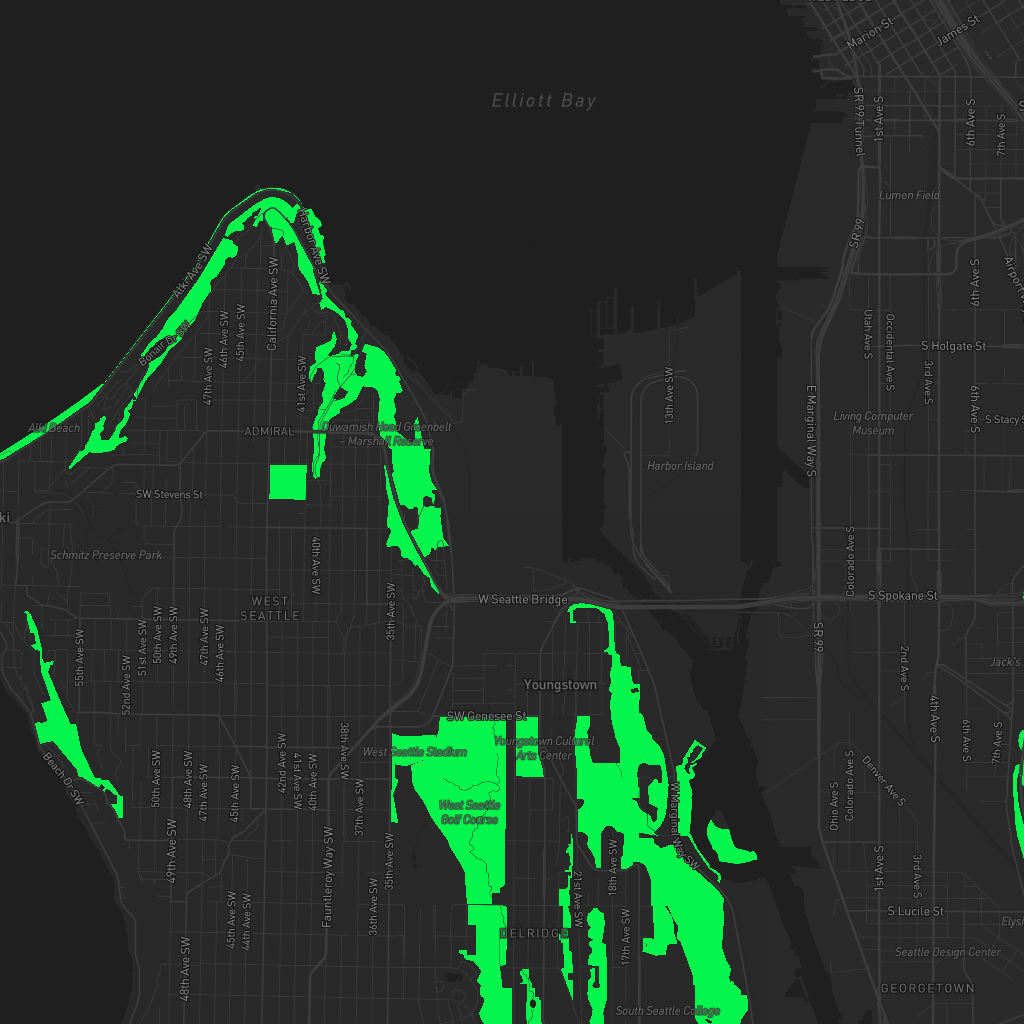 Marion St
James St
Elliott Bay
SR 99 Tunnel
1st Ave S
6th Ave S
7th Ave S
Lumen Field
SR 99
Harbor Ave SW
Alki Ave SW
California Ave SW
6th Ave S
Bonair Dr SW
46th Ave SW
45th Ave SW
47th Ave SW
41st Ave SW
Utah Ave S
Occidental Ave S
S Holgate St
3rd Ave S
6th Ave S
13th Ave SW
E Marginal Way S
Living Computer
Museum
S Stacy S
Alki Beach
ADMIRAL
Duwamish Head Greenbelt
- Marshall Reserve
Harbor Island
SW Stevens St
ki
Schmitz Preserve Park
40th Ave SW
Colorado Ave S
35th Ave SW
WEST
SEATTLE
W Seattle Bridge
S Spokane St
55th Ave SW
52nd Ave SW
51st Ave SW
50th Ave SW
49th Ave SW
47th Ave SW
46th Ave SW
SR 99
2nd Ave S
Jack's
Youngstown
SW Genesee St
4th Ave S
6th Ave S
7th Ave S
West Seattle Stadium
Youngstown Cultural
Arts Center
38th Ave SW
Beach Dr SW
50th Ave SW
48th Ave SW
47th Ave SW
45th Ave SW
42nd Ave SW
41st Ave SW
40th Ave SW
37th Ave SW
West Seattle
Golf Course
W Marginal Way SW
Ohio Ave S
Colorado Ave S
Denver Ave S
49th Ave SW
Fauntleroy Way SW
36th Ave SW
35th Ave SW
21st Ave SW
18th Ave SW
17th Ave SW
1st Ave S
3rd Ave S
S Lucile St
45th Ave SW
44th Ave SW
48th Ave SW
DELRIDGE
Seattle Design Center
GEORGETOWN
South Seattle College